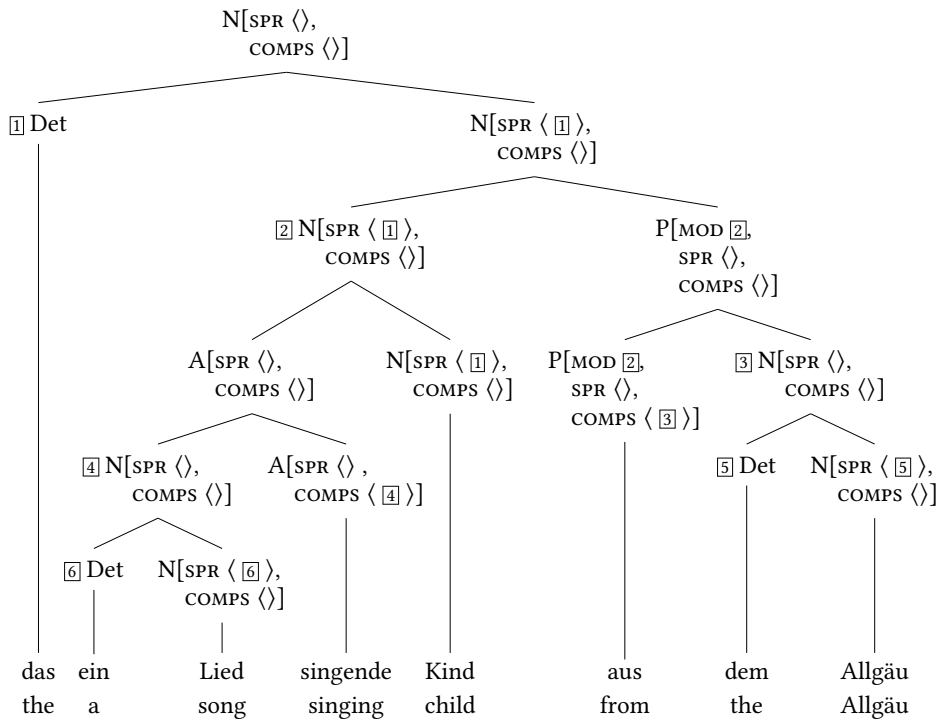 N[SPR ⟨⟩,
COMPS ⟨⟩]
1 Det
N[SPR ⟨ 1 ⟩,
COMPS ⟨⟩]
2 N[SPR ⟨ 1 ⟩,
COMPS ⟨⟩]
P[MOD 2,
SPR ⟨⟩,
COMPS ⟨⟩]
A[SPR ⟨⟩,
COMPS ⟨⟩]
N[SPR ⟨ 1 ⟩,
COMPS ⟨⟩]
P[MOD 2,
SPR ⟨⟩,
COMPS ⟨ 3 ⟩]
3 N[SPR ⟨⟩,
COMPS ⟨⟩]
4 N[SPR ⟨⟩,
COMPS ⟨⟩]
A[SPR ⟨⟩ ,
COMPS ⟨ 4 ⟩]
5 Det
N[SPR ⟨ 5 ⟩,
COMPS ⟨⟩]
6 Det
N[SPR ⟨ 6 ⟩,
COMPS ⟨⟩]
das ein Lied singende Kind aus dem Allgäu
the a song singing child from the Allgäu